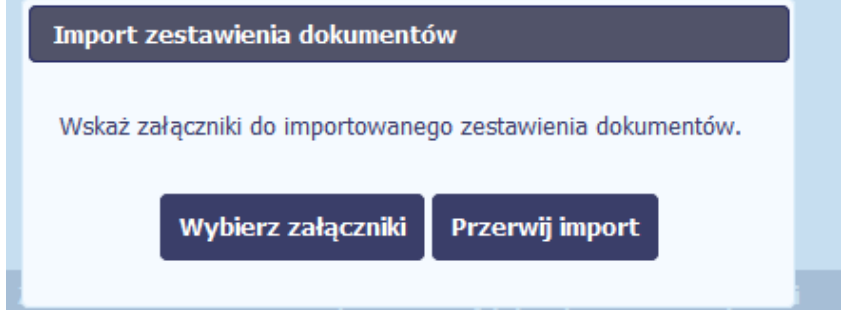 Import zestawienia dokumentów
Wskaż załączniki do importowanego zestawienia dokumentów.
Wybierz załączniki Przerwij import